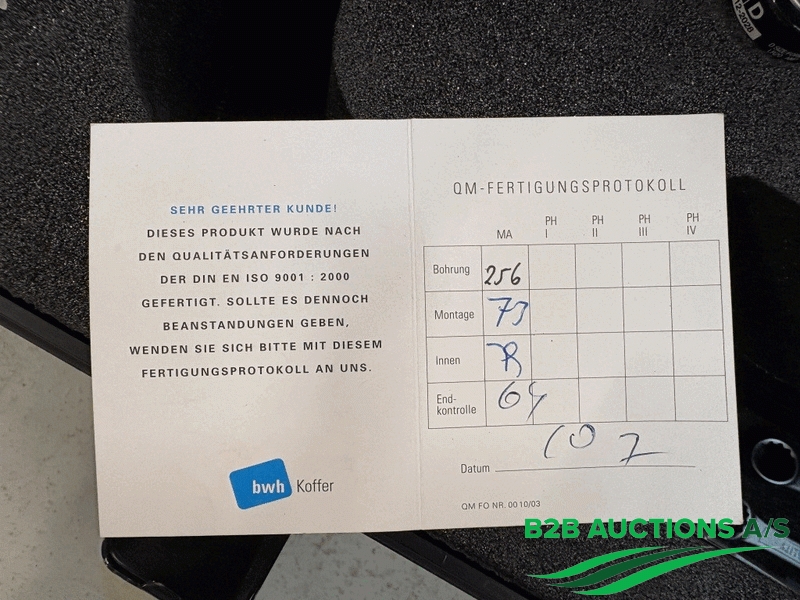 SEHR GEEHRTER KUNDE!
DIESES PRODUKT WURDE NACH
DEN QUALITÄTSANFORDERUNGEN
DER DIN EN ISO 9001 : 2000
GEFERTIGT. SOLLTE ES DENNOCH
BEANSTANDUNGEN GEBEN,
WENDEN SIE SICH BITTE MIT DIESEM
FERTIGUNGSPROTOKOLL AN UNS.
bwh Koffer
QM-FERTIGUNGSPROTOKOLL
MA PH I PH II PH III PH IV
Bohrung 256
Montage
Innen
End-
kontrolle
Datum
QM FO NR. 00 10/03
B2B AUCTIONS A/S